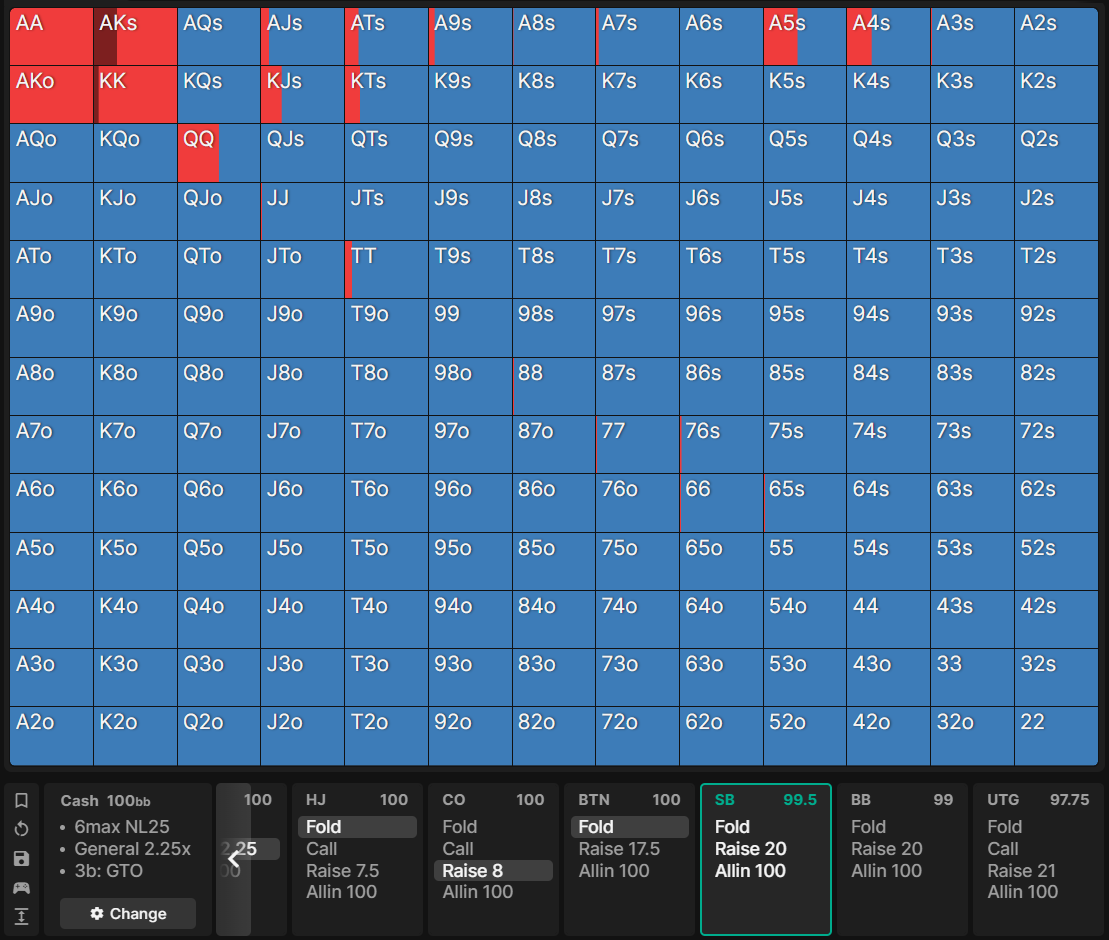 AA AKs AQs AJs ATs A9s A8s A7s A6s A5s A4s A3s A2s
AKo KK KQs KJs KTs K9s K8s K7s K6s K5s K4s K3s K2s
AQo KQo QQ QJs QTs Q9s Q8s Q7s Q6s Q5s Q4s Q3s Q2s
AJo KJo QJo JJ JTs J9s J8s J7s J6s J5s J4s J3s J2s
ATo KTo QTo JTo TT T9s T8s T7s T6s T5s T4s T3s T2s
A9o K9o Q9o J9o T9o 99 98s 97s 96s 95s 94s 93s 92s
A8o K8o Q8o J8o T8o 98o 88 87s 86s 85s 84s 83s 82s
A7o K7o Q7o J7o T7o 97o 87o 77 76s 75s 74s 73s 72s
A6o K6o Q6o J6o T6o 96o 86o 76o 66 65s 64s 63s 62s
A5o K5o Q5o J5o T5o 95o 85o 75o 65o 55 54s 53s 52s
A4o K4o Q4o J4o T4o 94o 84o 74o 64o 54o 44 43s 42s
A3o K3o Q3o J3o T3o 93o 83o 73o 63o 53o 43o 33 32s
A2o K2o Q2o J2o T2o 92o 82o 72o 62o 52o 42o 32o 22
Cash 100bb
• 6max NL25
• General 2.25x
• 3b: GTO
Change
100
2.25
00
HJ 100
Fold
Call
Raise 7.5
Allin 100
CO 100
Fold
Call
Raise 8
Allin 100
BTN 100
Fold
Raise 17.5
Allin 100
SB 99.5
Fold
Raise 20
Allin 100
BB 99
Fold
Raise 20
Allin 100
UTG 97.75
Fold
Call
Raise 21
Allin 100